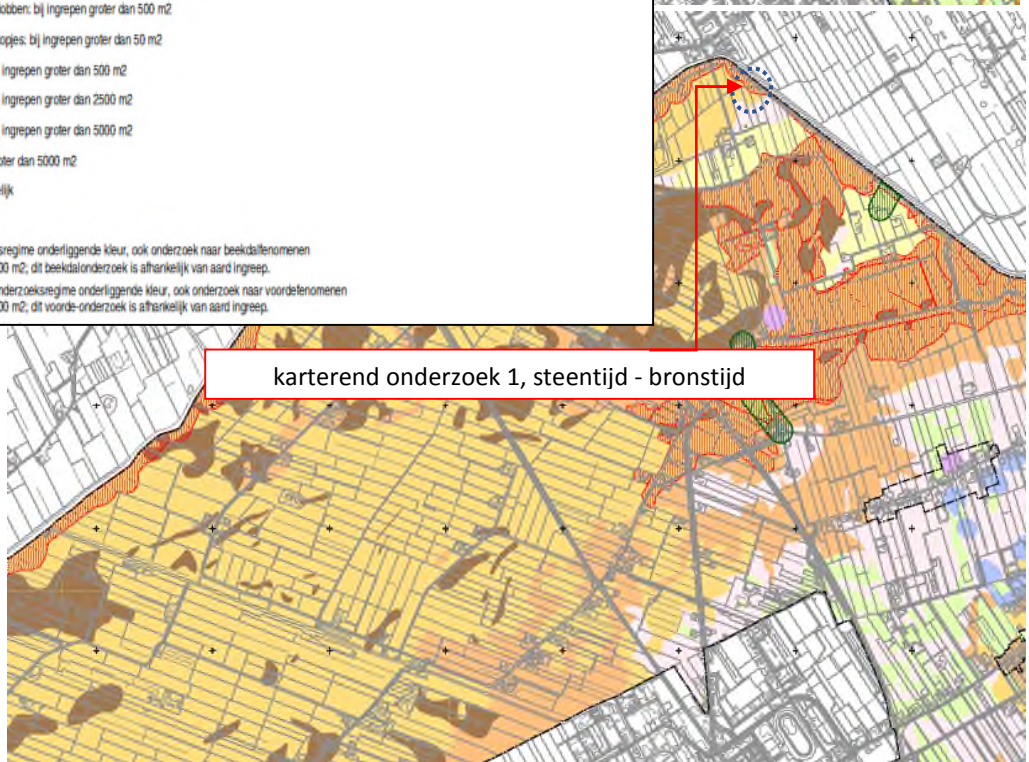 obben: bij ingrepen groter dan 500 m2
opjes: bij ingrepen groter dan 50 m2
ingrepen groter dan 500 m2
ingrepen groter dan 2500 m2
ingrepen groter dan 5000 m2
oter dan 5000 m2
elijk
sregime onderliggende kleur, ook onderzoek naar beekdalfenomenen
00 m2; dit beekdalonderzoek is afhankelijk van aard ingreep.
nderzoeksregime onderliggende kleur, ook onderzoek naar voordefenomenen
00 m2; dit voorde-onderzoek is afhankelijk van aard ingreep.
karterend onderzoek 1, steentijd - bronstijd